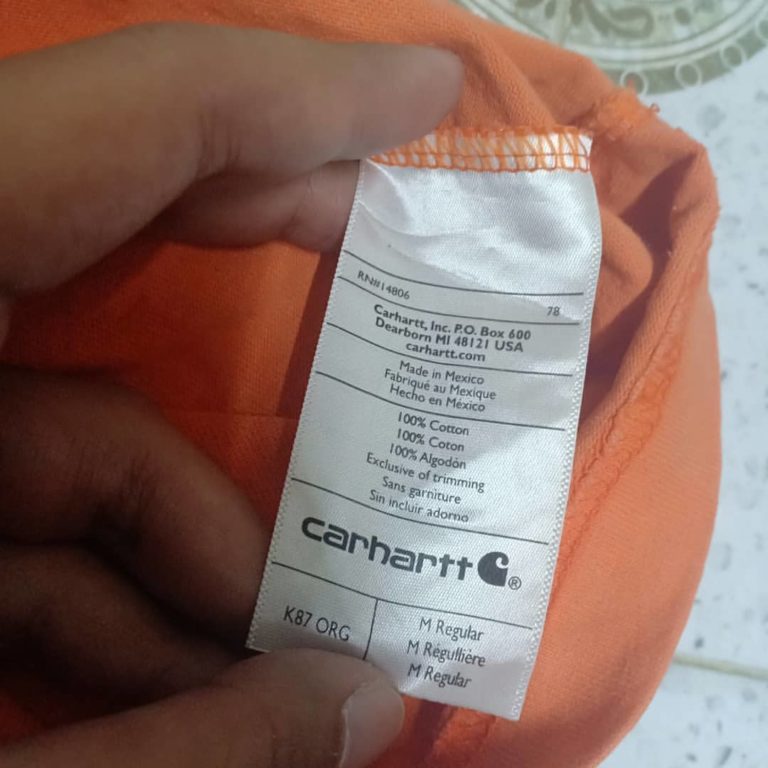 RN#14806 78
Carhartt, Inc. P.O. Box 600
Dearborn MI 48121 USA
carhartt.com
Made in Mexico
Fabriqué au Mexique
Hecho en México
100% Cotton
100% Coton
100% Algodón
Exclusive of trimming
Sans garniture
Sin incluir adorno
carhartt®
K87 ORG
M Regular
M Régullière
M Regular